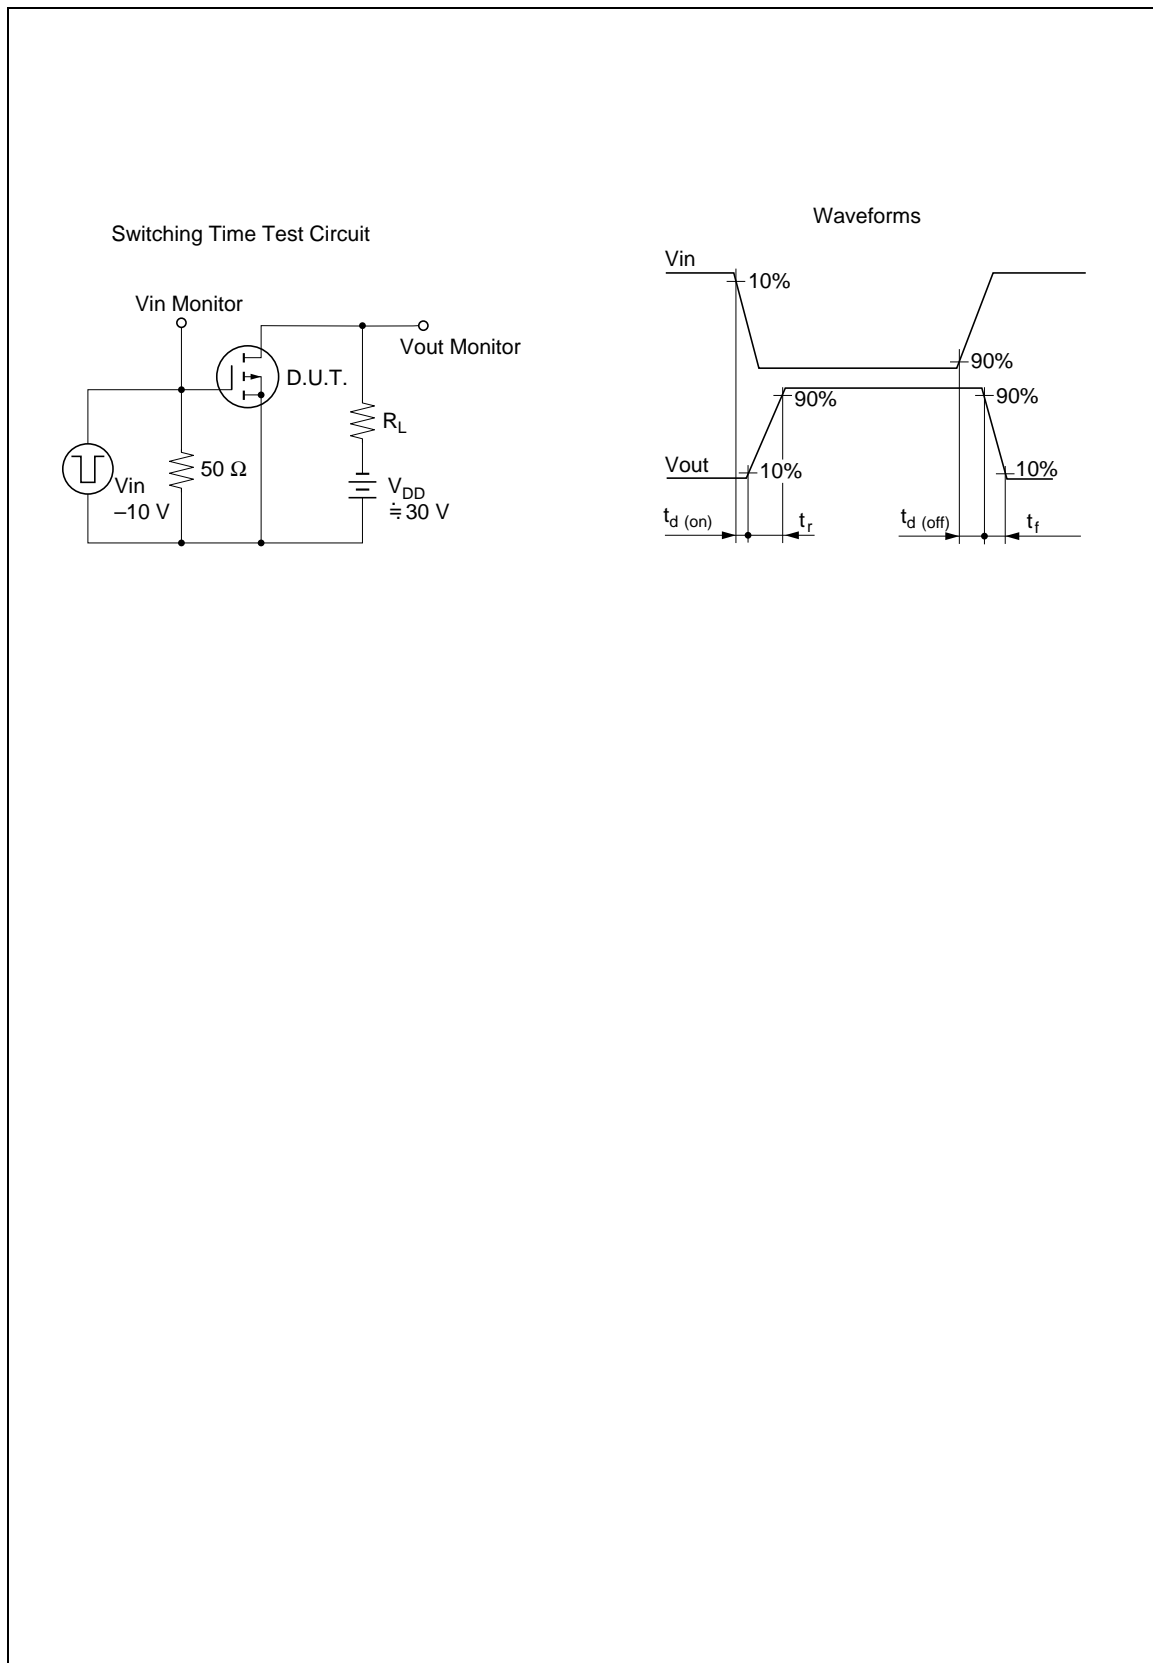 Switching Time Test Circuit
Vin Monitor
Vout Monitor
D.U.T.
R_L
50 Ω
Vin
–10 V
V_DD
≒30 V
Waveforms
Vin
10%
90%
90%
90%
Vout
10%
10%
t_d (on)
t_r
t_d (off)
t_f